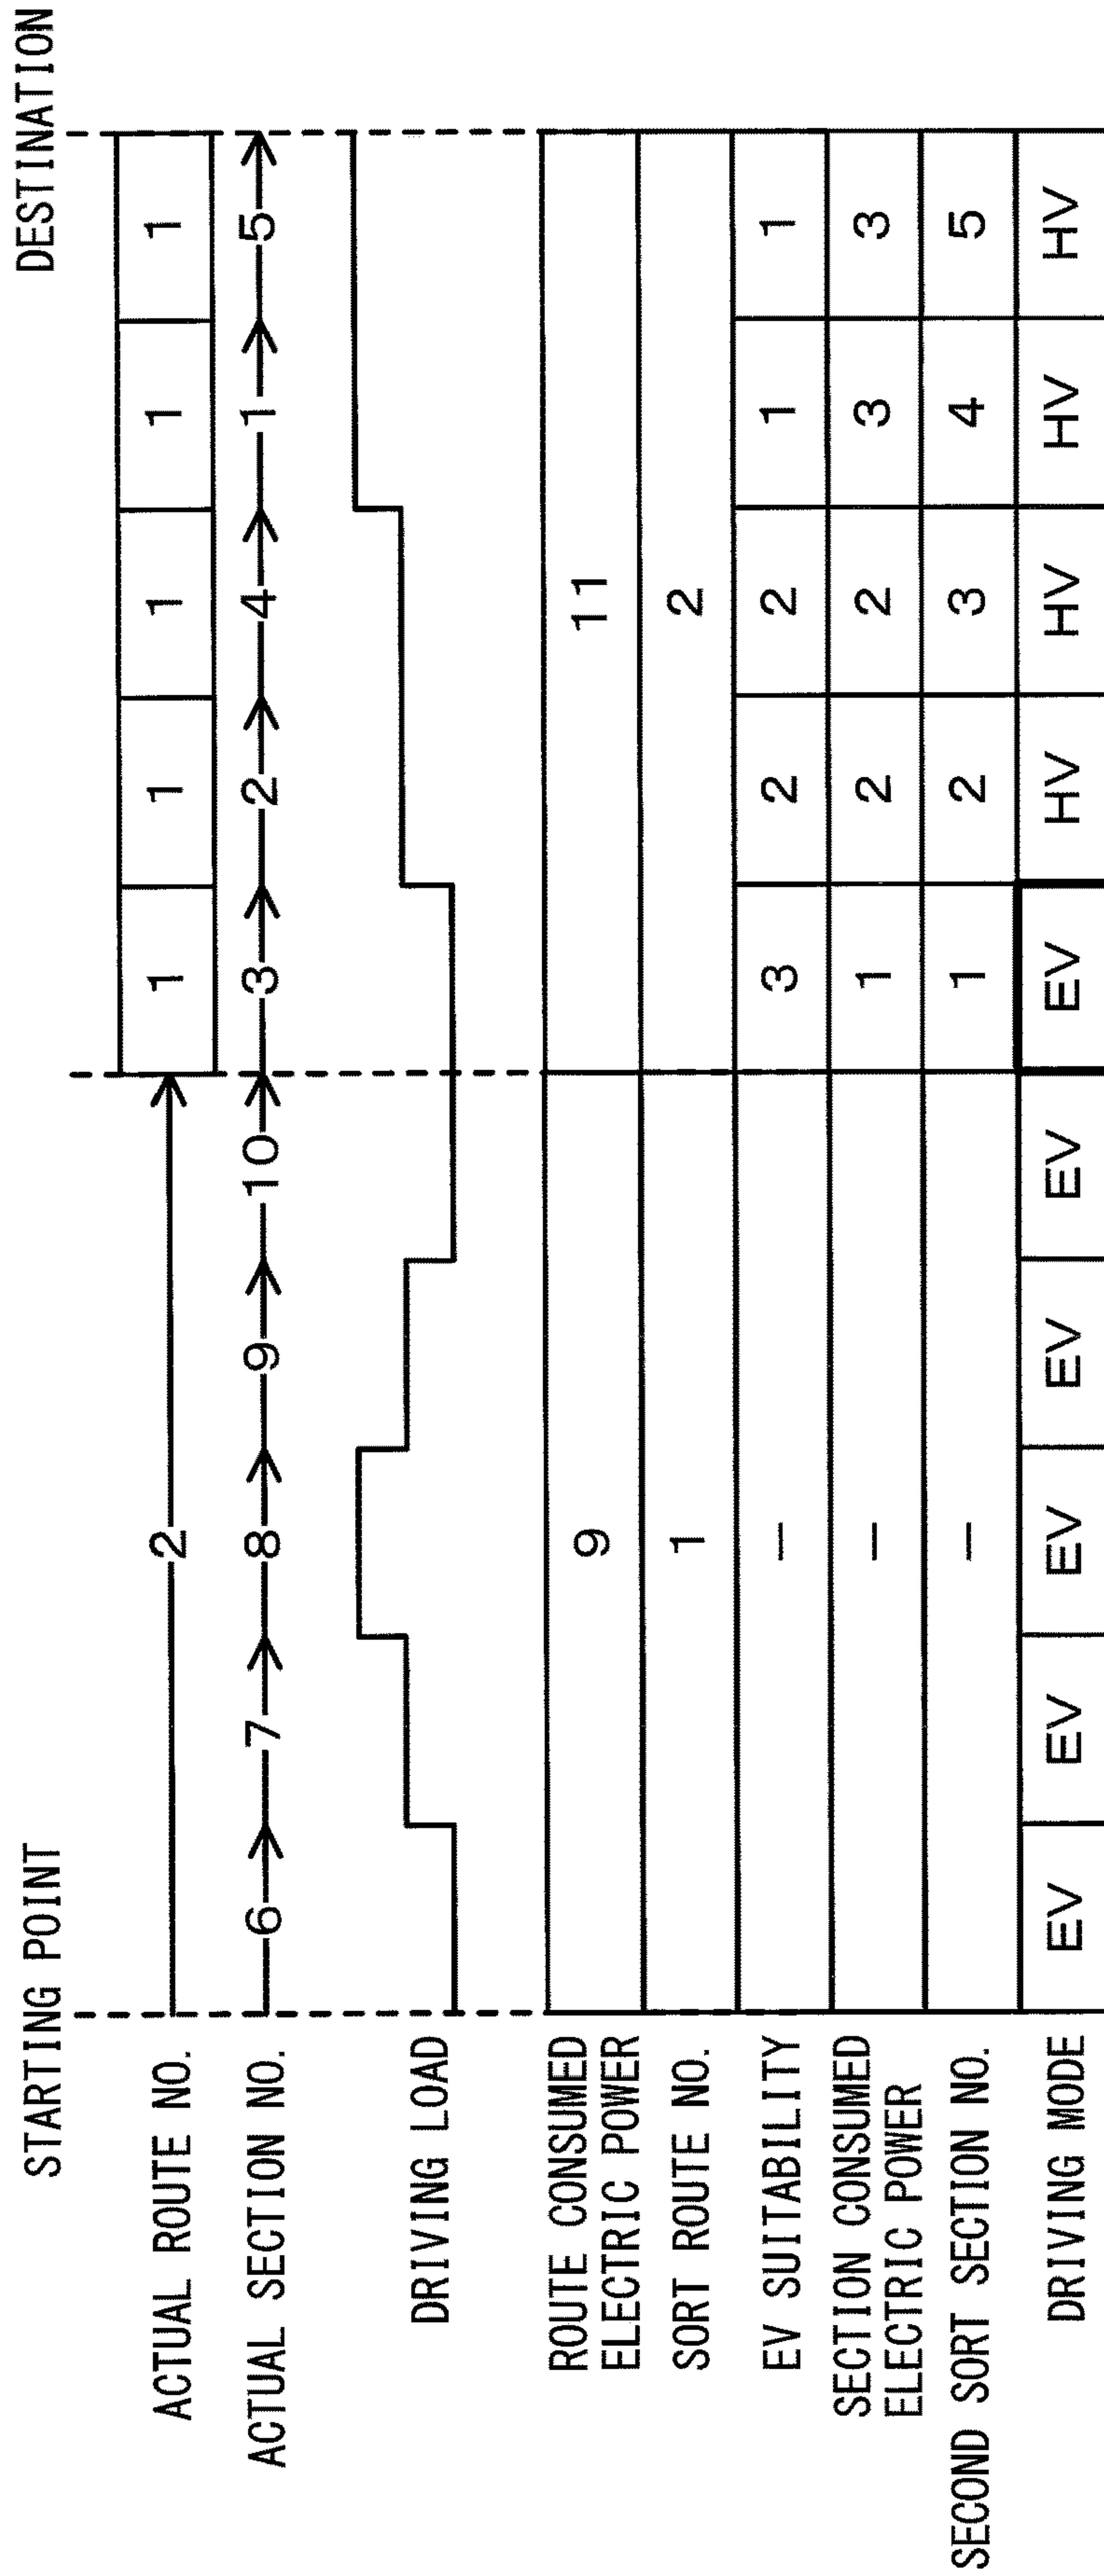 STARTING POINT
DESTINATION
ACTUAL ROUTE NO.
2
1 1 1 1 1
ACTUAL SECTION NO.
6 7 8 9 10 3 2 4 1 5
DRIVING LOAD
ROUTE CONSUMED
ELECTRIC POWER
9 11
SORT ROUTE NO.
1 2
EV SUITABILITY
– 3 2 2 1 1
SECTION CONSUMED
ELECTRIC POWER
– 1 2 2 3 3
SECOND SORT SECTION NO.
– 1 2 3 4 5
DRIVING MODE
EV EV EV EV EV EV HV HV HV HV